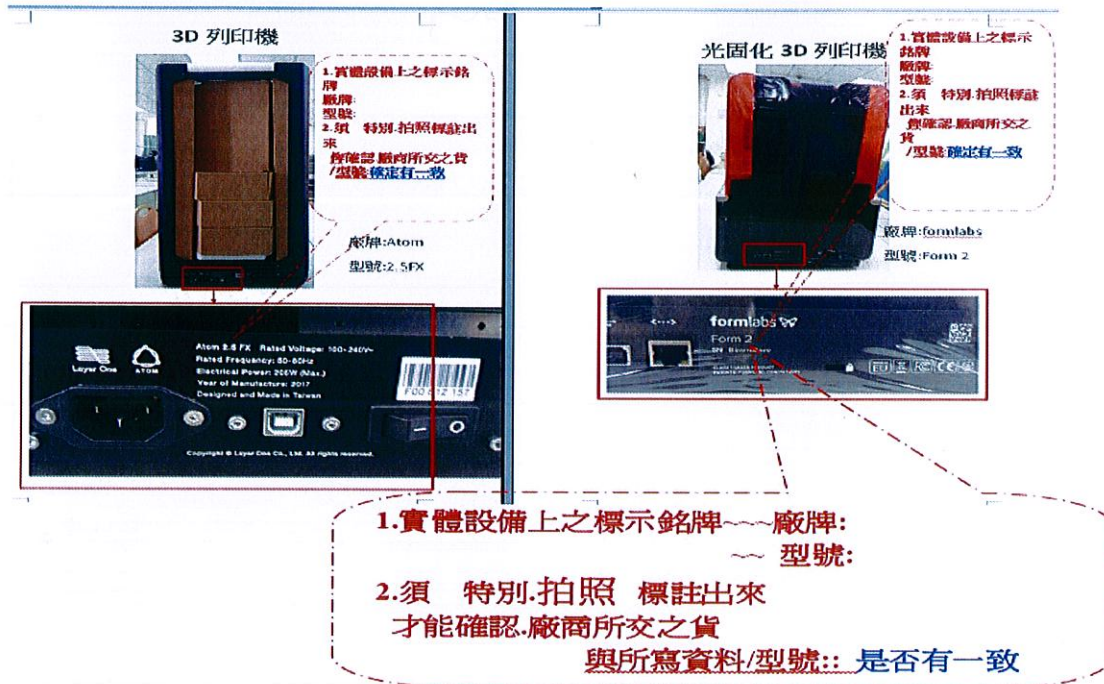 3D 列印機
1.實體設備上之標示銘
牌
廠牌:
型號:
2.須 特別.拍照標註出
來
確認.廠商所交之貨
/型號:確定有一致
廠牌:Atom
型號:2.5FX
Layer One
ATOM
Atom 2.5 FX Rated Voltage: 100~240V~
Rated Frequency: 50-60Hz
Electrical Power: 205W (Max.)
Year of Manufacture: 2017
Designed and Made in Taiwan
F00 812 157
Copyright © Layer One Co., Ltd. All rights reserved.
光固化 3D 列印機
1.實體設備上之標示
銘牌
廠牌:
型號:
2.須 特別.拍照標註
出來
確認.廠商所交之
貨
/型號:確定有一致
廠牌:formlabs
型號:Form 2
<···>
formlabs
Form 2
SN
FC CE
1.實體設備上之標示銘牌~~~廠牌:
~~ 型號:
2.須 特別.拍照 標註出來
才能確認.廠商所交之貨
與所寫資料/型號:: 是否有一致